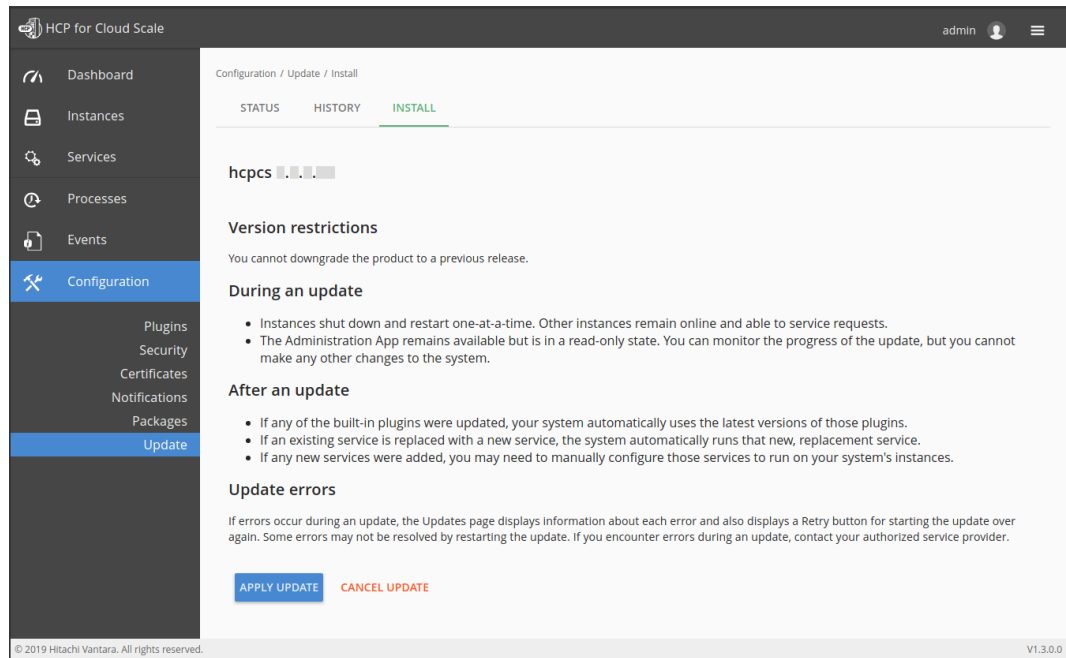 HCP for Cloud Scale
admin
Dashboard
Instances
Services
Processes
Events
Configuration
Plugins
Security
Certificates
Notifications
Packages
Update
Configuration / Update / Install
STATUS HISTORY INSTALL
hcpcs
Version restrictions
You cannot downgrade the product to a previous release.
During an update
• Instances shut down and restart one-at-a-time. Other instances remain online and able to service requests.
• The Administration App remains available but is in a read-only state. You can monitor the progress of the update, but you cannot
make any other changes to the system.
After an update
• If any of the built-in plugins were updated, your system automatically uses the latest versions of those plugins.
• If an existing service is replaced with a new service, the system automatically runs that new, replacement service.
• If any new services were added, you may need to manually configure those services to run on your system's instances.
Update errors
If errors occur during an update, the Updates page displays information about each error and also displays a Retry button for starting the update over
again. Some errors may not be resolved by restarting the update. If you encounter errors during an update, contact your authorized service provider.
APPLY UPDATE CANCEL UPDATE
© 2019 Hitachi Vantara. All rights reserved.
V1.3.0.0